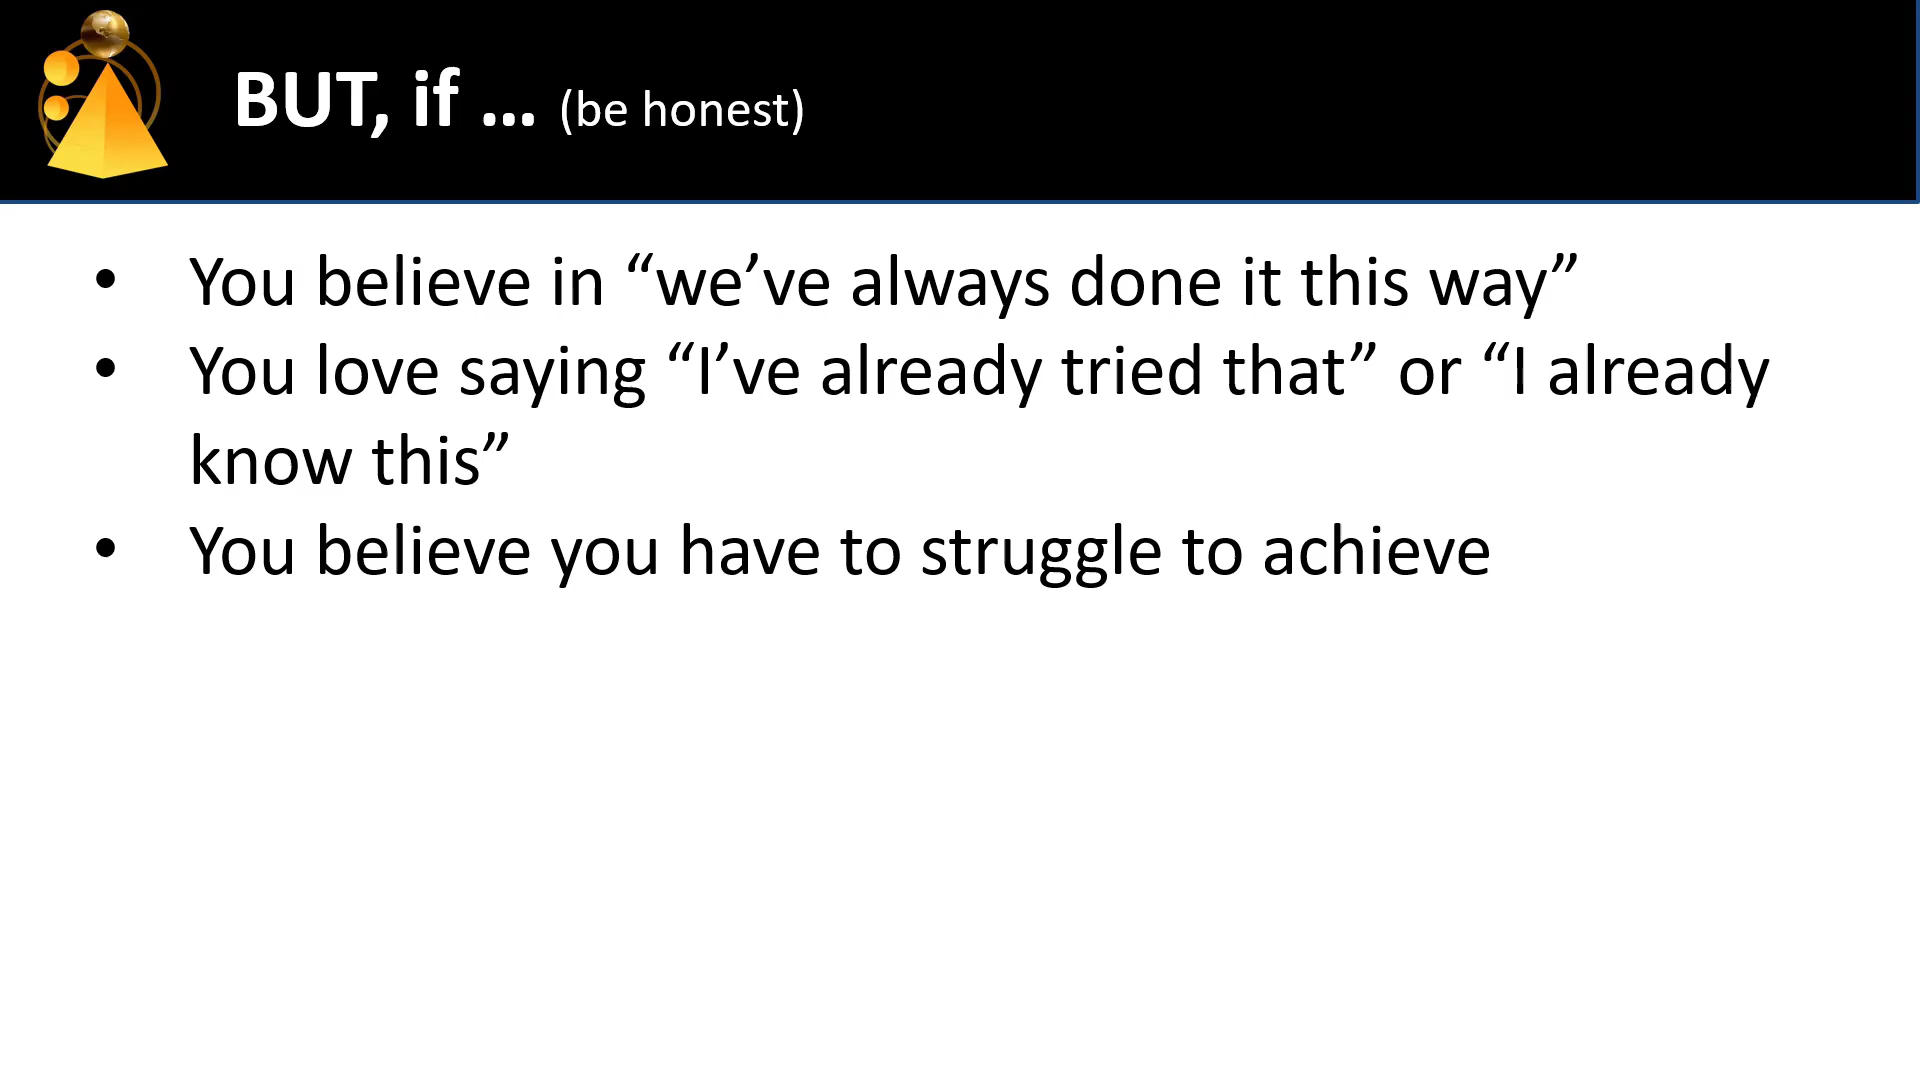 BUT, if … (be honest)
• You believe in “we’ve always done it this way”
• You love saying “I’ve already tried that” or “I already
know this”
• You believe you have to struggle to achieve